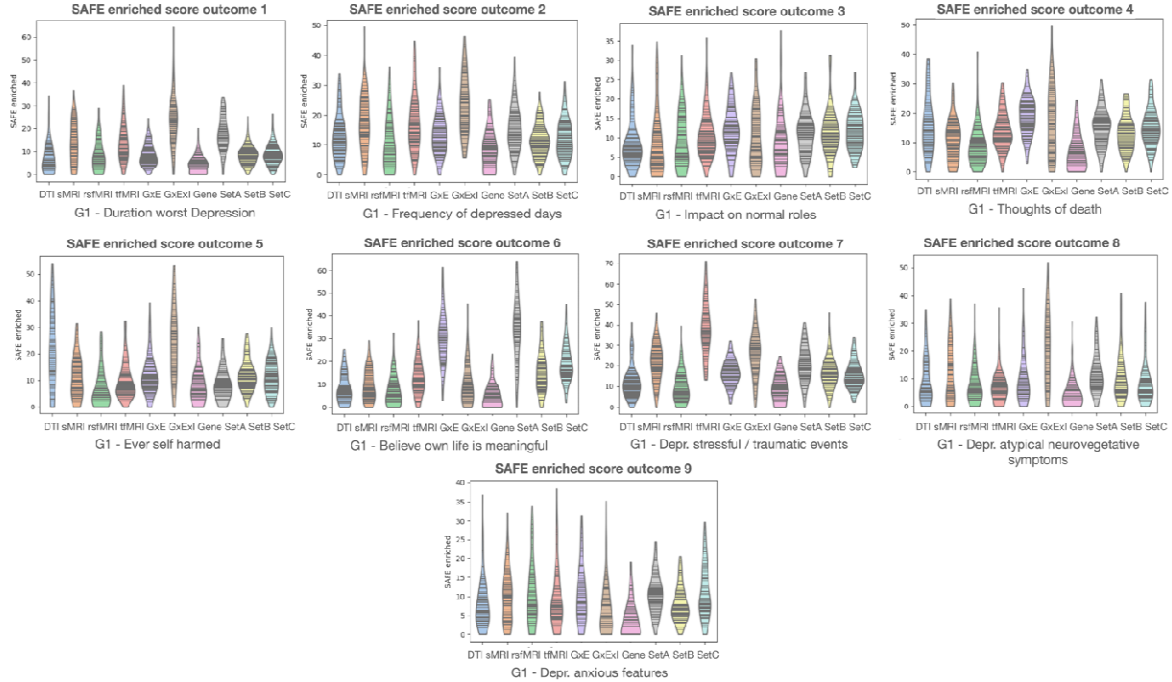 SAFE enriched score outcome 1
SAFE enriched
60
50
40
30
20
10
0
DTI sMRI rsfMRI tfMRI GxE GxExI Gene SetA SetB SetC
G1 - Duration worst Depression
SAFE enriched score outcome 2
SAFE enriched
50
40
30
20
10
0
DTI sMRI rsfMRI tfMRI GxE GxExI Gene SetA SetB SetC
G1 - Frequency of depressed days
SAFE enriched score outcome 3
SAFE enriched
35
30
25
20
15
10
5
0
DTI sMRI rsfMRI tfMRI GxE GxExI Gene SetA SetB SetC
G1 - Impact on normal roles
SAFE enriched score outcome 4
SAFE enriched
50
40
30
20
10
0
DTI sMRI rsfMRI tfMRI GxE GxExI Gene SetA SetB SetC
G1 - Thoughts of death
SAFE enriched score outcome 5
SAFE enriched
50
40
30
20
10
0
DTI sMRI rsfMRI tfMRI GxE GxExI Gene SetA SetB SetC
G1 - Ever self harmed
SAFE enriched score outcome 6
SAFE enriched
60
50
40
30
20
10
0
DTI sMRI rsfMRI tfMRI GxE GxExI Gene SetA SetB SetC
G1 - Believe own life is meaningful
SAFE enriched score outcome 7
SAFE enriched
70
60
50
40
30
20
10
0
DTI sMRI rsfMRI tfMRI GxE GxExI Gene SetA SetB SetC
G1 - Depr. stressful / traumatic events
SAFE enriched score outcome 8
SAFE enriched
50
40
30
20
10
0
DTI sMRI rsfMRI tfMRI GxE GxExI Gene SetA SetB SetC
G1 - Depr. atypical neurovegetative
symptoms
SAFE enriched score outcome 9
SAFE enriched
40
35
30
25
20
15
10
5
0
DTI sMRI rsfMRI tfMRI GxE GxExI Gene SetA SetB SetC
G1 - Depr. anxious features